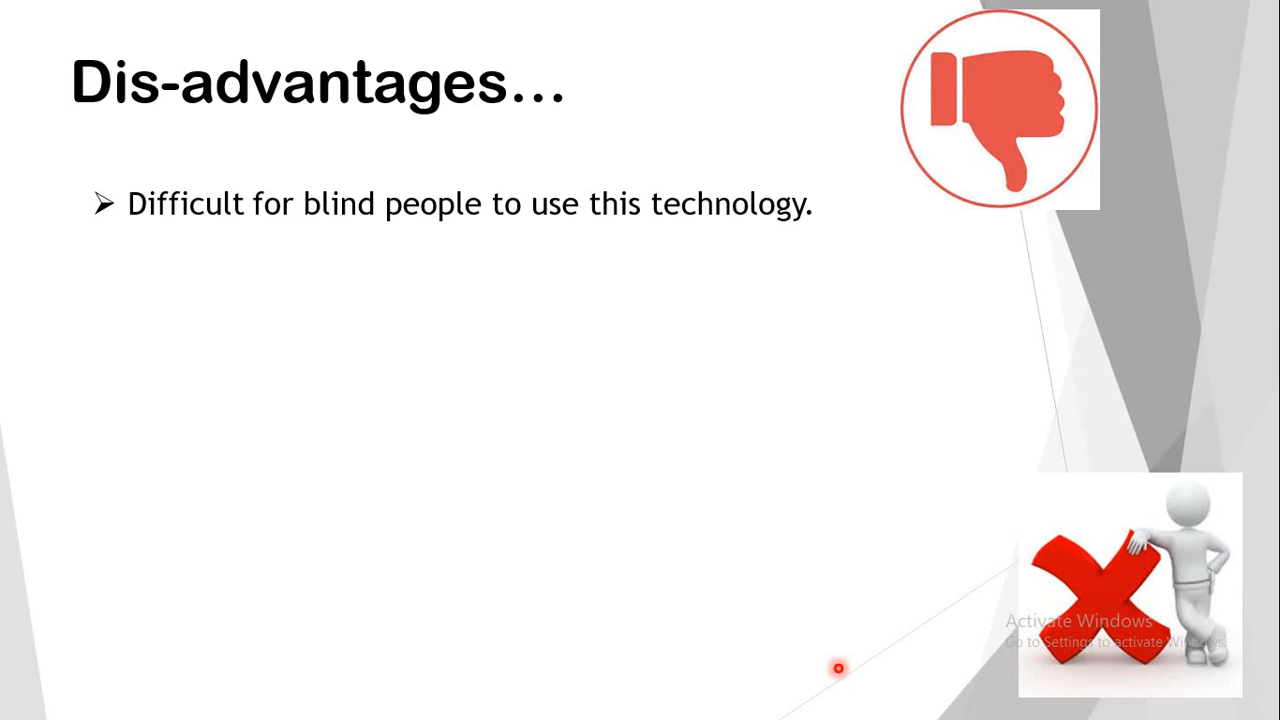 Dis-advantages...
➢ Difficult for blind people to use this technology.
Activate Windows
Go to Settings to activate Windows.